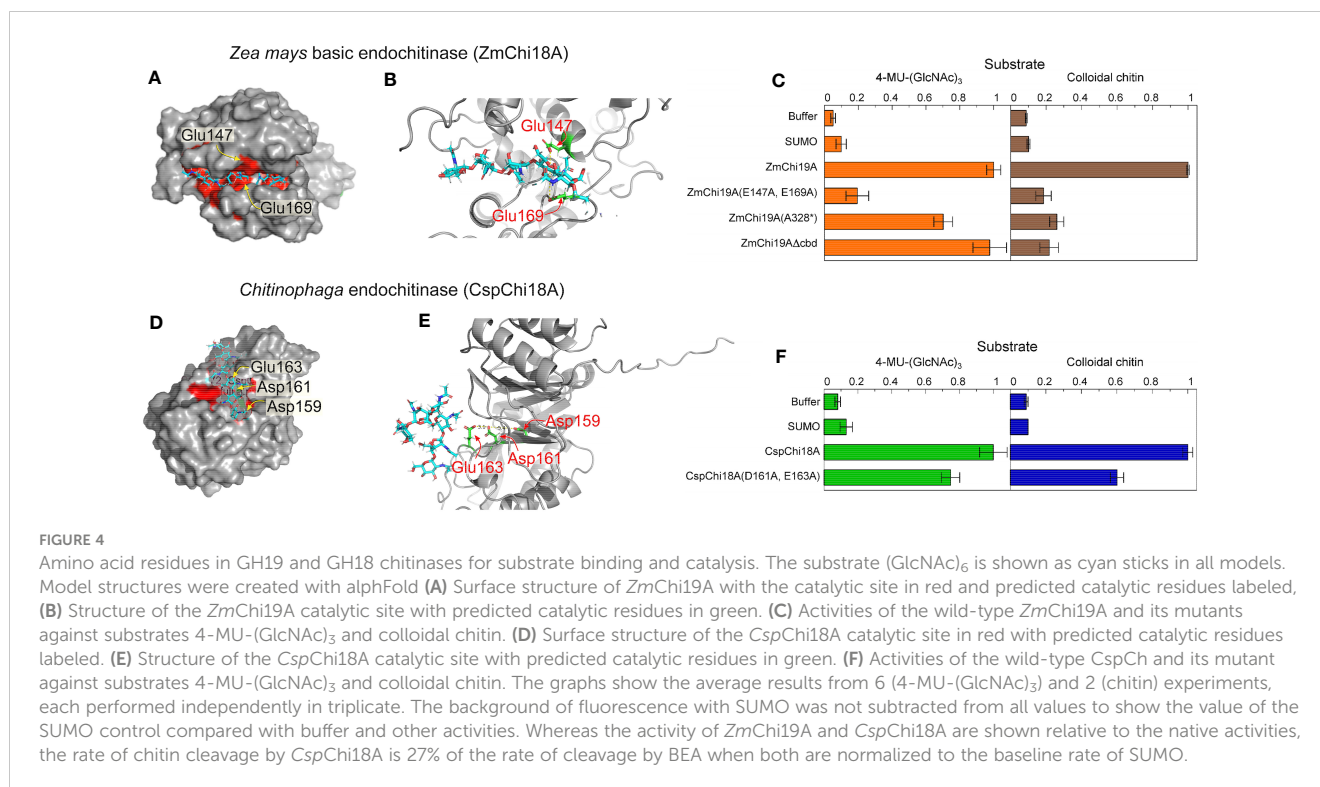 Zea mays basic endochitinase (ZmChi18A)
A
Glu147
Glu169
B
Glu147
Glu169
C
Substrate
4-MU-(GlcNAc)3
Colloidal chitin
0 0.2 0.4 0.6 0.8 1
0 0.2 0.4 0.6 0.8 1
Buffer
SUMO
ZmChi19A
ZmChi19A(E147A, E169A)
ZmChi19A(A328*)
ZmChi19AΔcbd
Chitinophaga endochitinase (CspChi18A)
D
Glu163
Asp161
Asp159
E
Asp159
Asp161
Glu163
F
Substrate
4-MU-(GlcNAc)3
Colloidal chitin
0 0.2 0.4 0.6 0.8 1
0 0.2 0.4 0.6 0.8 1
Buffer
SUMO
CspChi18A
CspChi18A(D161A, E163A)
FIGURE 4
Amino acid residues in GH19 and GH18 chitinases for substrate binding and catalysis. The substrate (GlcNAc)6 is shown as cyan sticks in all models.
Model structures were created with alphFold (A) Surface structure of ZmChi19A with the catalytic site in red and predicted catalytic residues labeled,
(B) Structure of the ZmChi19A catalytic site with predicted catalytic residues in green. (C) Activities of the wild-type ZmChi19A and its mutants
against substrates 4-MU-(GlcNAc)3 and colloidal chitin. (D) Surface structure of the CspChi18A catalytic site in red with predicted catalytic residues
labeled. (E) Structure of the CspChi18A catalytic site with predicted catalytic residues in green. (F) Activities of the wild-type CspCh and its mutant
against substrates 4-MU-(GlcNAc)3 and colloidal chitin. The graphs show the average results from 6 (4-MU-(GlcNAc)3) and 2 (chitin) experiments,
each performed independently in triplicate. The background of fluorescence with SUMO was not subtracted from all values to show the value of the
SUMO control compared with buffer and other activities. Whereas the activity of ZmChi19A and CspChi18A are shown relative to the native activities,
the rate of chitin cleavage by CspChi18A is 27% of the rate of cleavage by BEA when both are normalized to the baseline rate of SUMO.